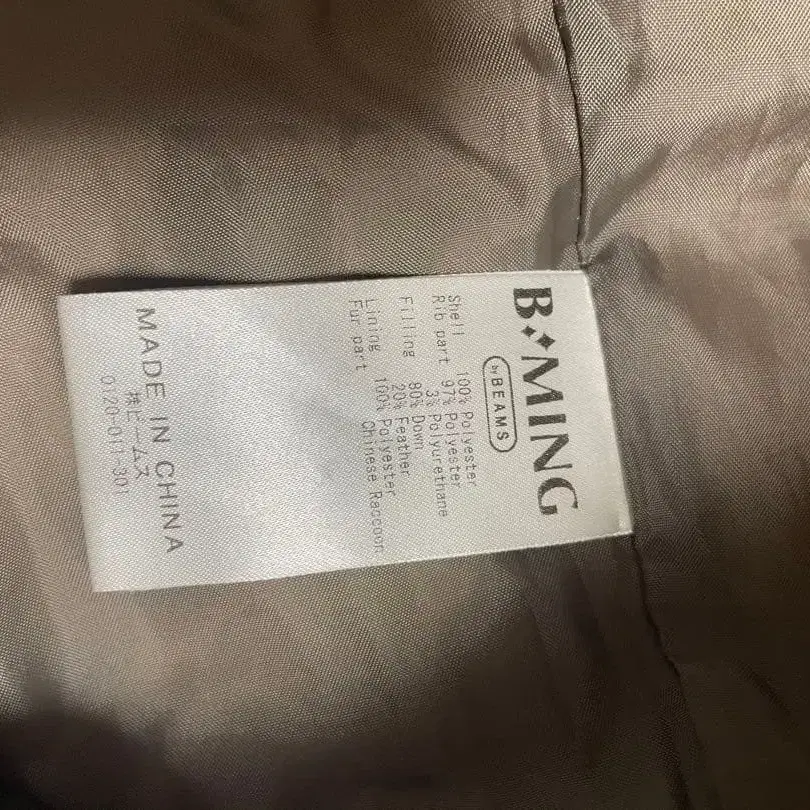 B✦MING
by BEAMS
Shell 100% Polyester
Rib part 97% Polyester
3% Polyurethane
Filling 80% Down
20% Feather
Lining 100% Polyester
Fur part Chinese Raccoon
MADE IN CHINA
㈱ビームス
0120-011-301